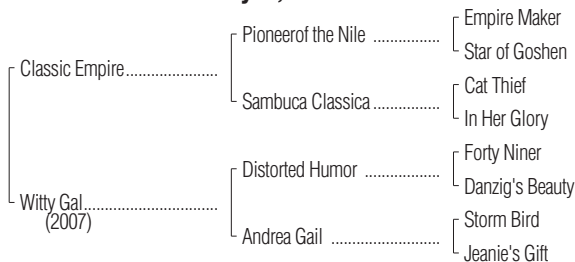 Empire Maker
Pioneerof the Nile ................
Star of Goshen
Classic Empire......................
Cat Thief
Sambuca Classica................
In Her Glory
Forty Niner
Distorted Humor ..................
Danzig's Beauty
Witty Gal................................
(2007)
Storm Bird
Andrea Gail ..........................
Jeanie's Gift